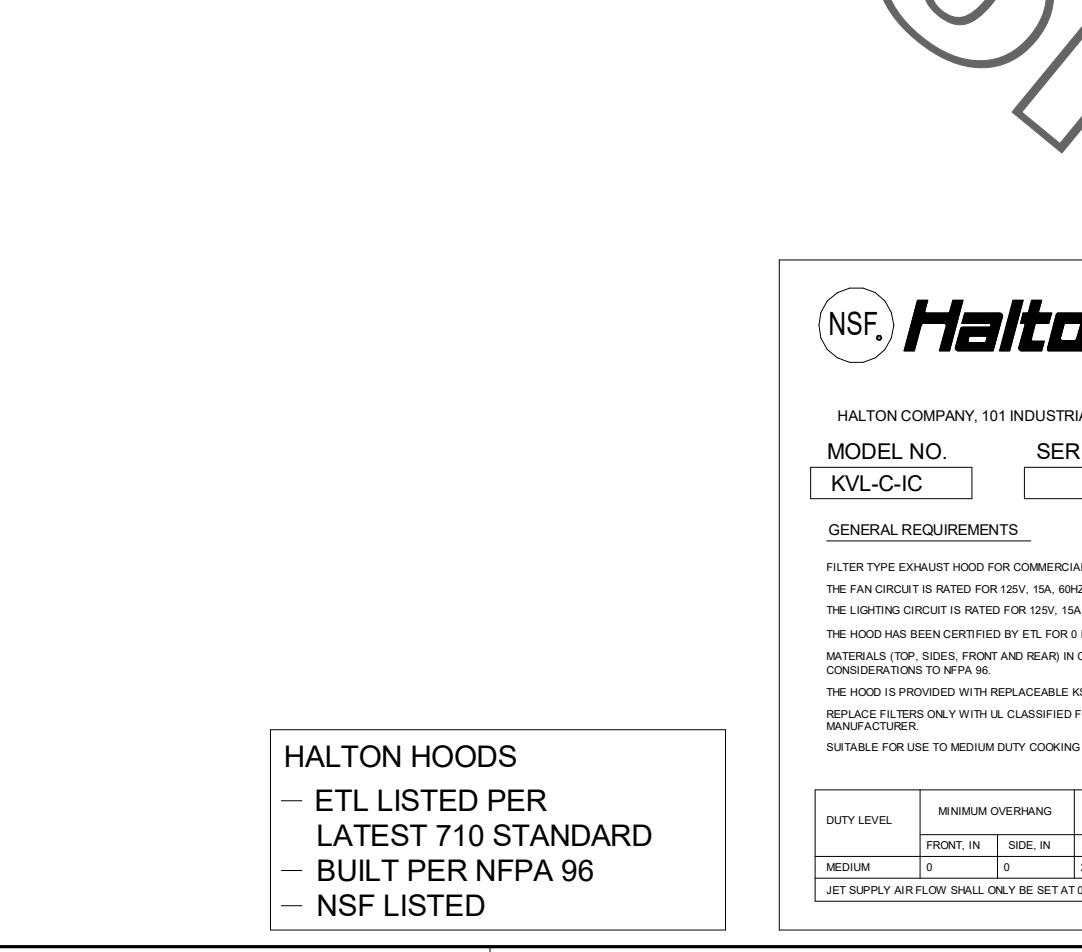 NSF
Halto
HALTON COMPANY, 101 INDUSTRIA
MODEL NO. SER
KVL-C-IC
GENERAL REQUIREMENTS
FILTER TYPE EXHAUST HOOD FOR COMMERCIA
THE FAN CIRCUIT IS RATED FOR 125V, 15A, 60HZ
THE LIGHTING CIRCUIT IS RATED FOR 125V, 15A
THE HOOD HAS BEEN CERTIFIED BY ETL FOR 0
MATERIALS (TOP, SIDES, FRONT AND REAR) IN
CONSIDERATIONS TO NFPA 96.
THE HOOD IS PROVIDED WITH REPLACEABLE KS
REPLACE FILTERS ONLY WITH UL CLASSIFIED F
MANUFACTURER.
SUITABLE FOR USE TO MEDIUM DUTY COOKING
DUTY LEVEL MINIMUM OVERHANG
FRONT, IN SIDE, IN
MEDIUM 0 0
JET SUPPLY AIR FLOW SHALL ONLY BE SET AT 0
HALTON HOODS
— ETL LISTED PER
LATEST 710 STANDARD
— BUILT PER NFPA 96
— NSF LISTED